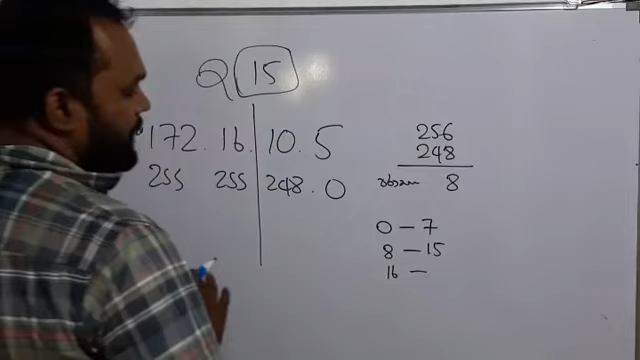 Q 15
172. 16. 10. 5
255 255 248. 0
256
248
8
0 – 7
8 – 15
16 –